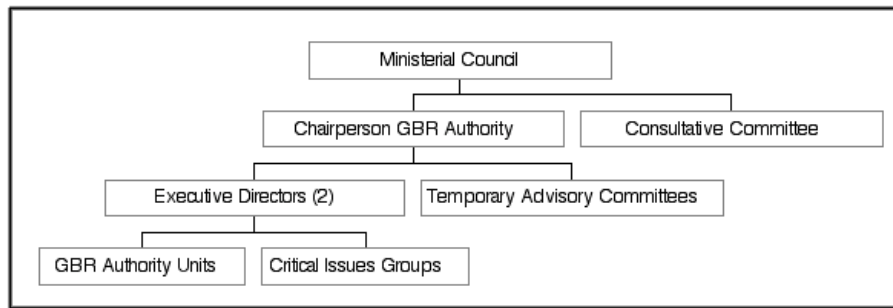 Ministerial Council
Chairperson GBR Authority
Consultative Committee
Executive Directors (2)
Temporary Advisory Committees
GBR Authority Units
Critical Issues Groups